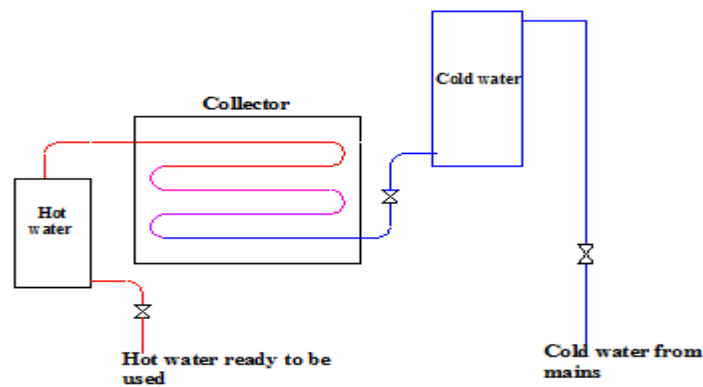 Cold water
Collector
Hot
water
Hot water ready to be
used
Cold water from
mains